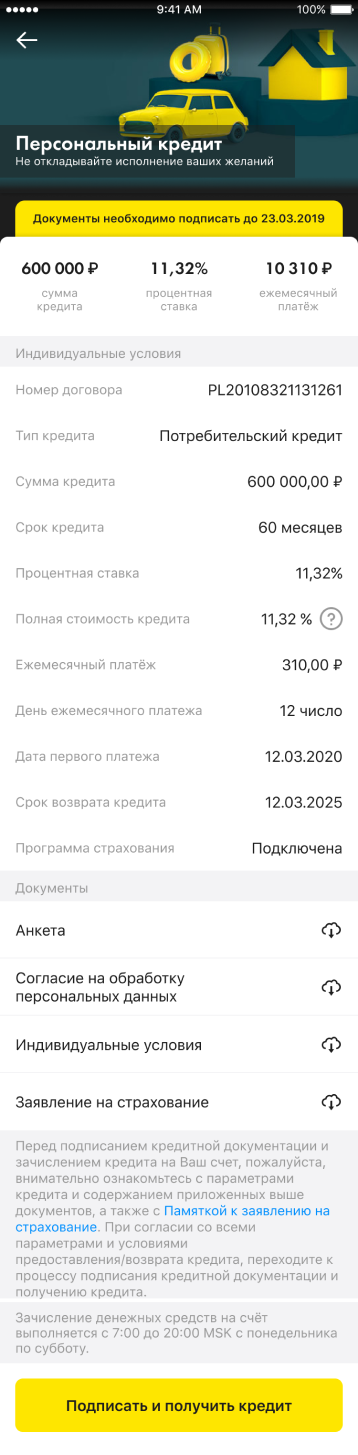 9:41 AM 100%
Персональный кредит
Не откладывайте исполнение ваших желаний
Документы необходимо подписать до 23.03.2019
600 000 ₽ 11,32% 10 310 ₽
сумма процентная ежемесячный
кредита ставка платёж
Индивидуальные условия
Номер договора PL20108321131261
Тип кредита Потребительский кредит
Сумма кредита 600 000,00 ₽
Срок кредита 60 месяцев
Процентная ставка 11,32%
Полная стоимость кредита 11,32 % ?
Ежемесячный платёж 310,00 ₽
День ежемесячного платежа 12 число
Дата первого платежа 12.03.2020
Срок возврата кредита 12.03.2025
Программа страхования Подключена
Документы
Анкета
Согласие на обработку
персональных данных
Индивидуальные условия
Заявление на страхование
Перед подписанием кредитной документации и
зачислением кредита на Ваш счет, пожалуйста,
внимательно ознакомьтесь с параметрами
кредита и содержанием приложенных выше
документов, а также с Памяткой к заявлению на
страхование. При согласии со всеми
параметрами и условиями
предоставления/возврата кредита, переходите к
процессу подписания кредитной документации и
получению кредита.
Зачисление денежных средств на счёт
выполняется с 7:00 до 20:00 MSK с понедельника
по субботу.
Подписать и получить кредит